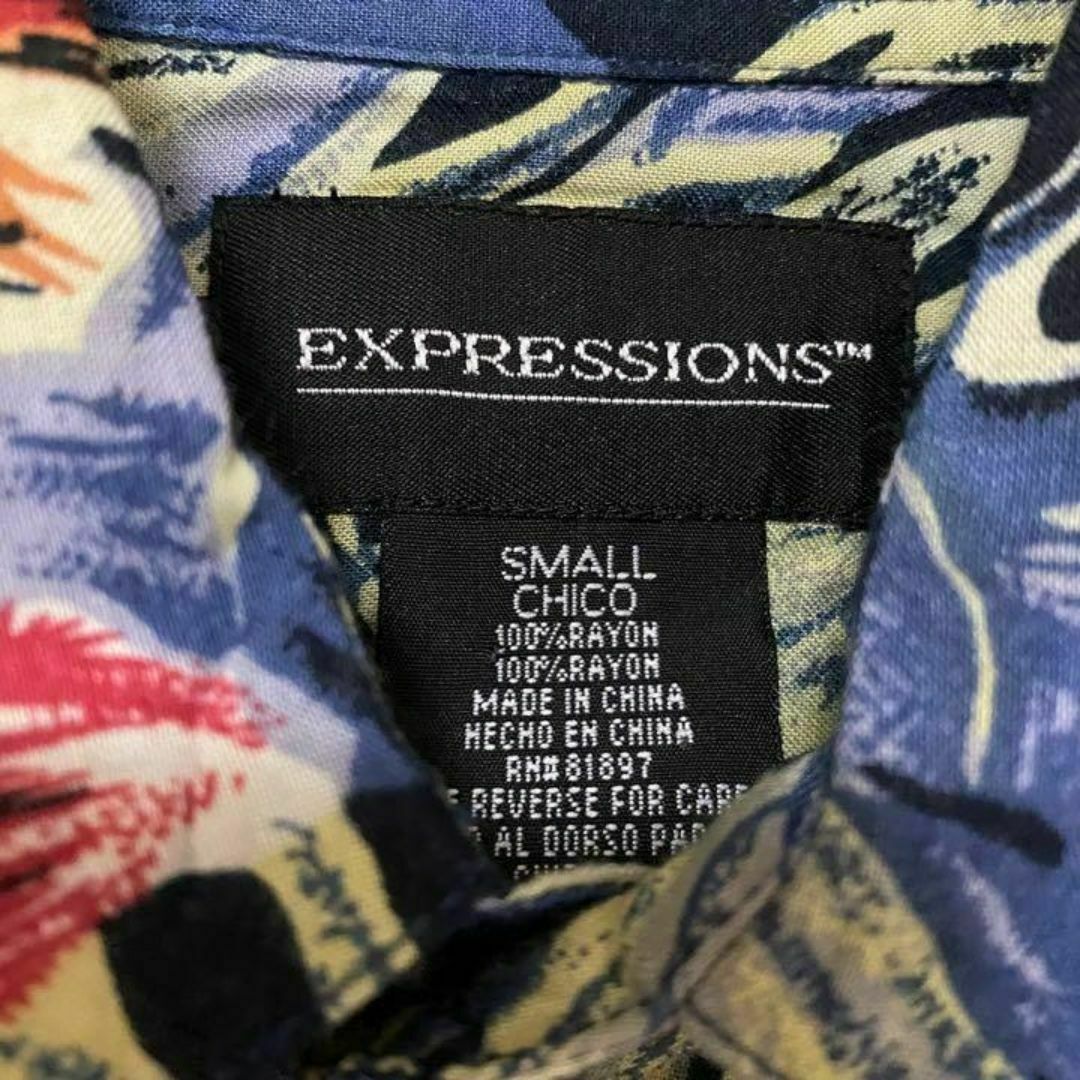 EXPRESSIONS™
SMALL
CHICO
100%RAYON
100%RAYON
MADE IN CHINA
HECHO EN CHINA
RN#81897
REVERSE FOR CARE
AL DORSO